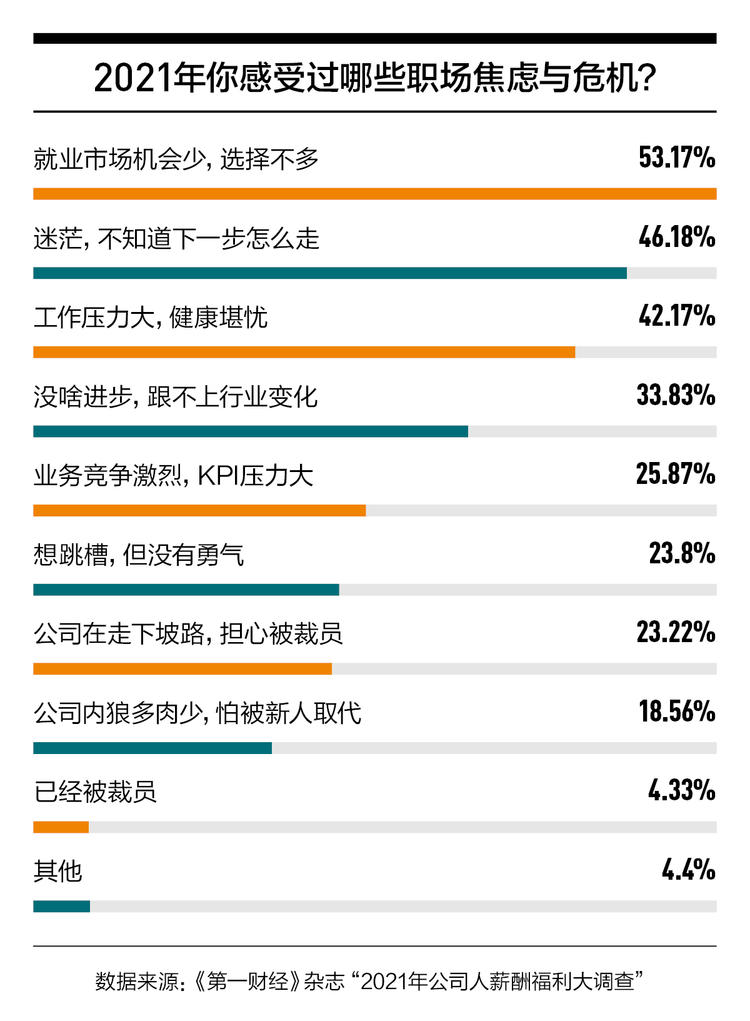 2021年你感受过哪些职场焦虑与危机?
就业市场机会少, 选择不多 53.17%
迷茫, 不知道下一步怎么走 46.18%
工作压力大, 健康堪忧 42.17%
没啥进步, 跟不上行业变化 33.83%
业务竞争激烈, KPI压力大 25.87%
想跳槽, 但没有勇气 23.8%
公司在走下坡路, 担心被裁员 23.22%
公司内狼多肉少, 怕被新人取代 18.56%
已经被裁员 4.33%
其他 4.4%
数据来源:《第一财经》杂志“2021年公司人薪酬福利大调查”